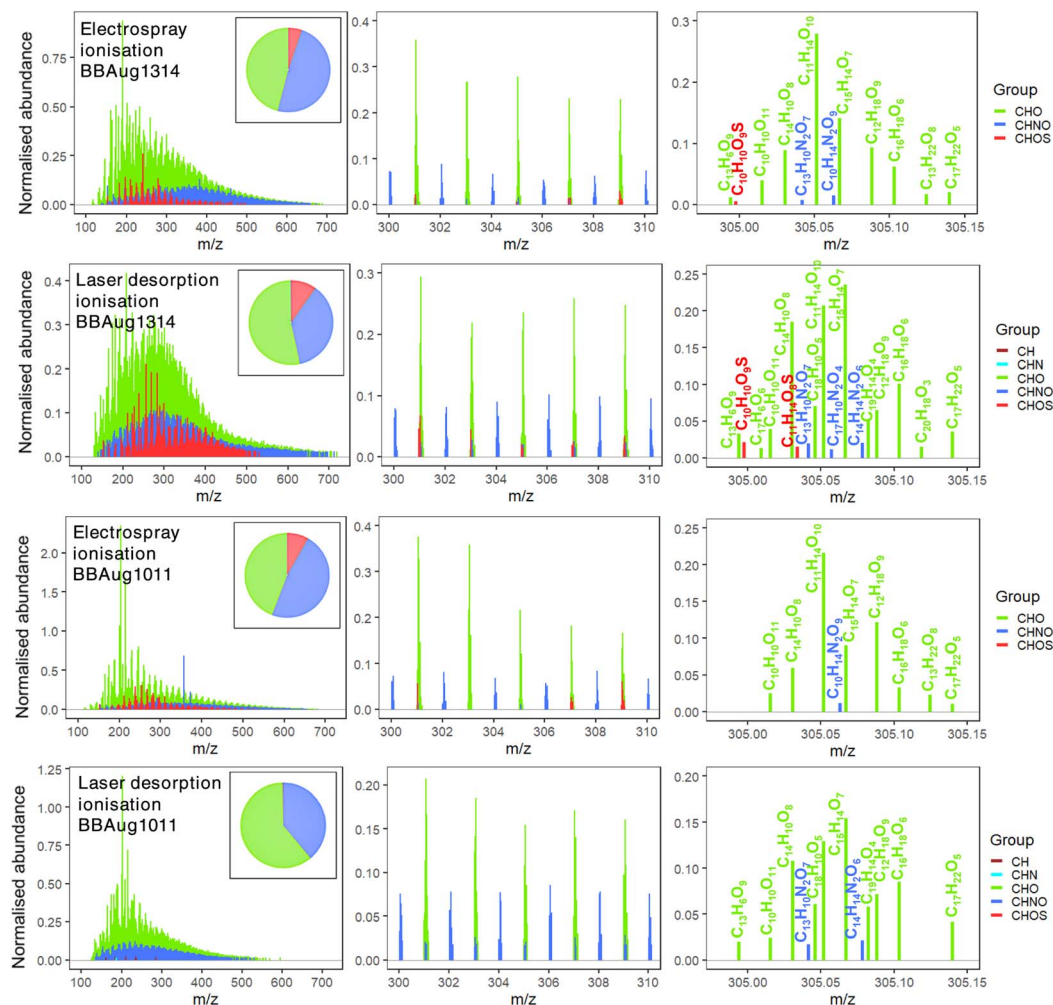 Electrospray
ionisation
BBAug1314
Normalised abundance
0.75
0.50
0.25
0.00
100 200 300 400 500 600 700
m/z
0.4
0.3
0.2
0.1
0.0
300 302 304 306 308 310
m/z
0.3
0.2
0.1
0.0
C₁₃H₆O₉
C₁₀H₁₀O₉S
C₁₀H₁₀O₁₁
C₁₄H₁₀O₈
C₁₃H₁₀N₂O₇
C₁₁H₁₄O₁₀
C₁₀H₁₄N₂O₉
C₁₅H₁₄O₇
C₁₂H₁₈O₉
C₁₆H₁₈O₆
C₁₃H₂₂O₈
C₁₇H₂₂O₅
305.00 305.05 305.10 305.15
m/z
Group
CHO
CHNO
CHOS
Laser desorption
ionisation
BBAug1314
Normalised abundance
0.4
0.3
0.2
0.1
0.0
100 200 300 400 500 600 700
m/z
0.3
0.2
0.1
0.0
300 302 304 306 308 310
m/z
0.25
0.20
0.15
0.10
0.05
0.00
C₁₃H₆O₉
C₁₀H₁₀O₉S
C₁₇H₆O₆
C₁₀H₁₀O₁₁
C₁₄H₁₀O₈
C₁₁H₁₄O₈S
C₁₃H₁₀N₂O₇
C₁₈H₁₀O₅
C₁₁H₁₄O₁₀
C₁₇H₁₀N₂O₄
C₁₅H₁₄O₇
C₁₄H₁₄N₂O₆
C₁₉H₁₄O₄
C₁₂H₁₈O₉
C₁₆H₁₈O₆
C₂₀H₁₈O₃
C₁₇H₂₂O₅
305.00 305.05 305.10 305.15
m/z
Group
CH
CHN
CHO
CHNO
CHOS
Electrospray
ionisation
BBAug1011
Normalised abundance
2.0
1.5
1.0
0.5
0.0
100 200 300 400 500 600 700
m/z
0.4
0.3
0.2
0.1
0.0
300 302 304 306 308 310
m/z
0.25
0.20
0.15
0.10
0.05
0.00
C₁₀H₁₀O₁₁
C₁₄H₁₀O₈
C₁₁H₁₄O₁₀
C₁₀H₁₄N₂O₉
C₁₅H₁₄O₇
C₁₂H₁₈O₉
C₁₆H₁₈O₆
C₁₃H₂₂O₈
C₁₇H₂₂O₅
305.00 305.05 305.10 305.15
m/z
Group
CHO
CHNO
CHOS
Laser desorption
ionisation
BBAug1011
Normalised abundance
1.25
1.00
0.75
0.50
0.25
0.00
100 200 300 400 500 600 700
m/z
0.20
0.15
0.10
0.05
0.00
300 302 304 306 308 310
m/z
0.20
0.15
0.10
0.05
0.00
C₁₃H₆O₉
C₁₀H₁₀O₁₁
C₁₄H₁₀O₈
C₁₃H₁₀N₂O₇
C₁₈H₁₀O₅
C₁₅H₁₄O₇
C₁₄H₁₄N₂O₆
C₁₉H₁₄O₄
C₁₂H₁₈O₉
C₁₆H₁₈O₆
C₁₇H₂₂O₅
305.00 305.05 305.10 305.15
m/z
Group
CH
CHN
CHO
CHNO
CHOS